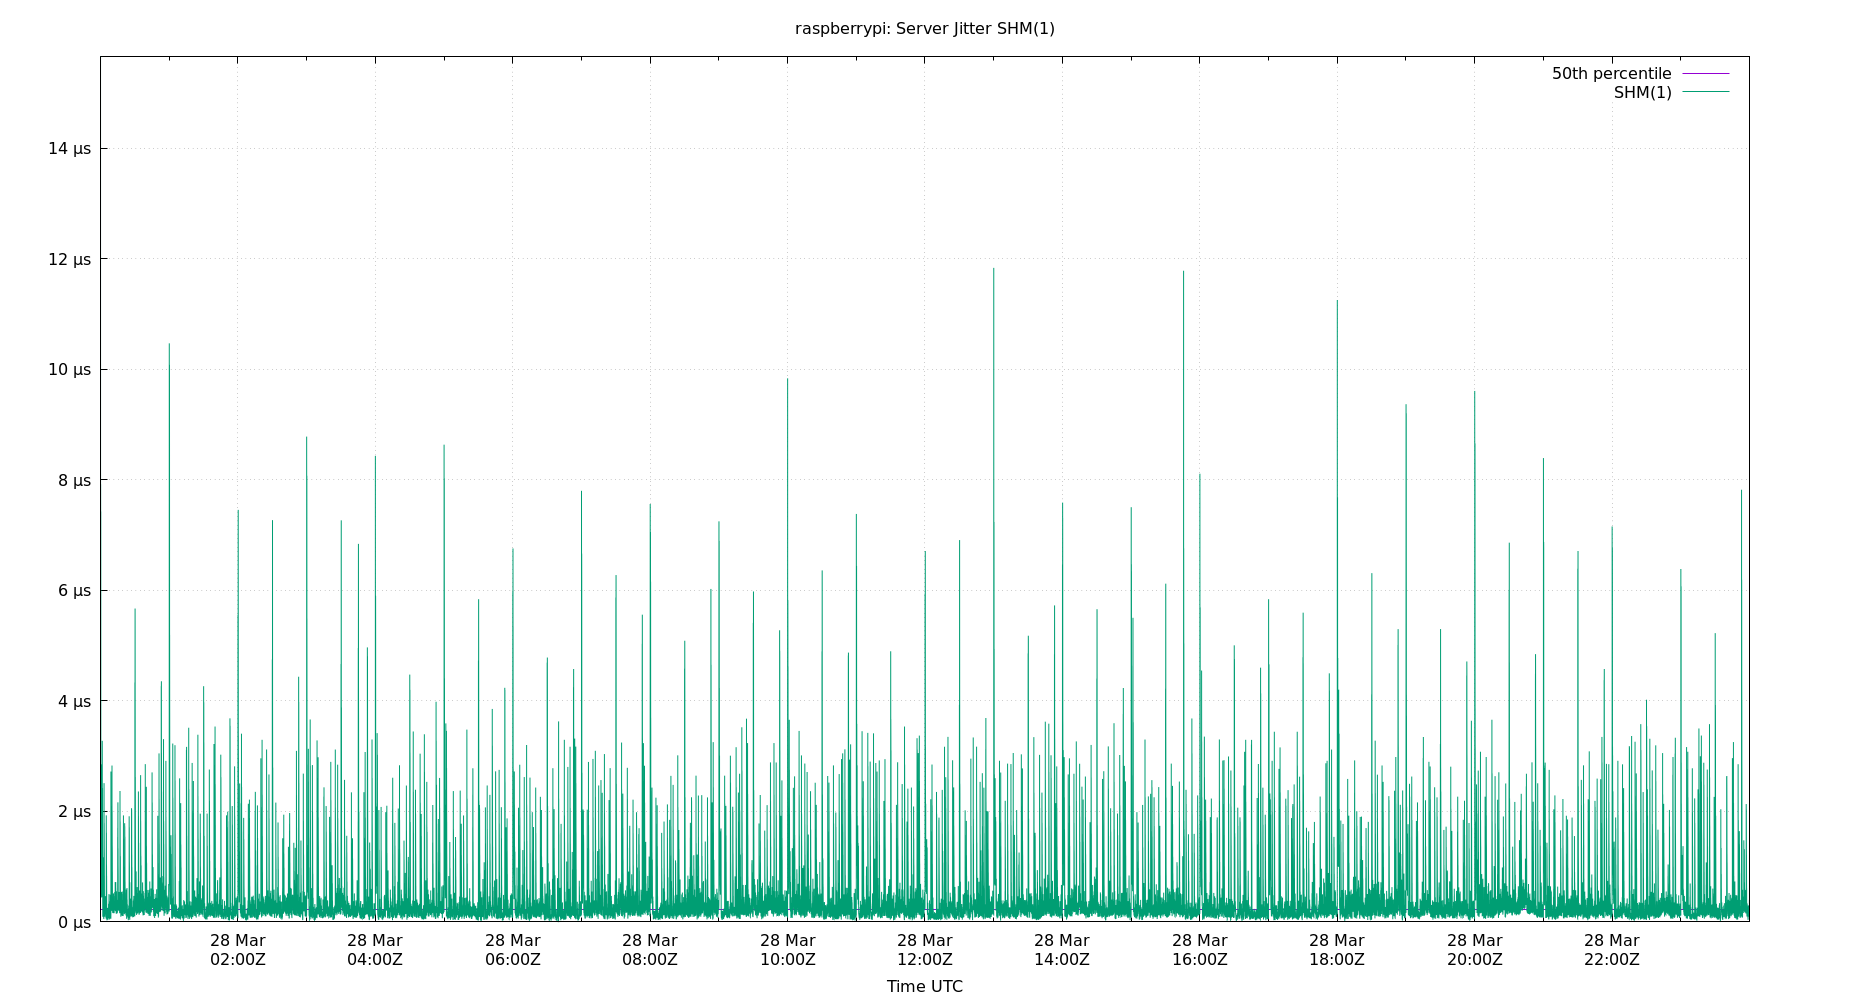 raspberrypi: Server Jitter SHM(1)
50th percentile
SHM(1)
14 µs
12 µs
10 µs
8 µs
6 µs
4 µs
2 µs
0 µs
28 Mar 28 Mar 28 Mar 28 Mar 28 Mar 28 Mar 28 Mar 28 Mar 28 Mar 28 Mar 28 Mar
02:00Z 04:00Z 06:00Z 08:00Z 10:00Z 12:00Z 14:00Z 16:00Z 18:00Z 20:00Z 22:00Z
Time UTC